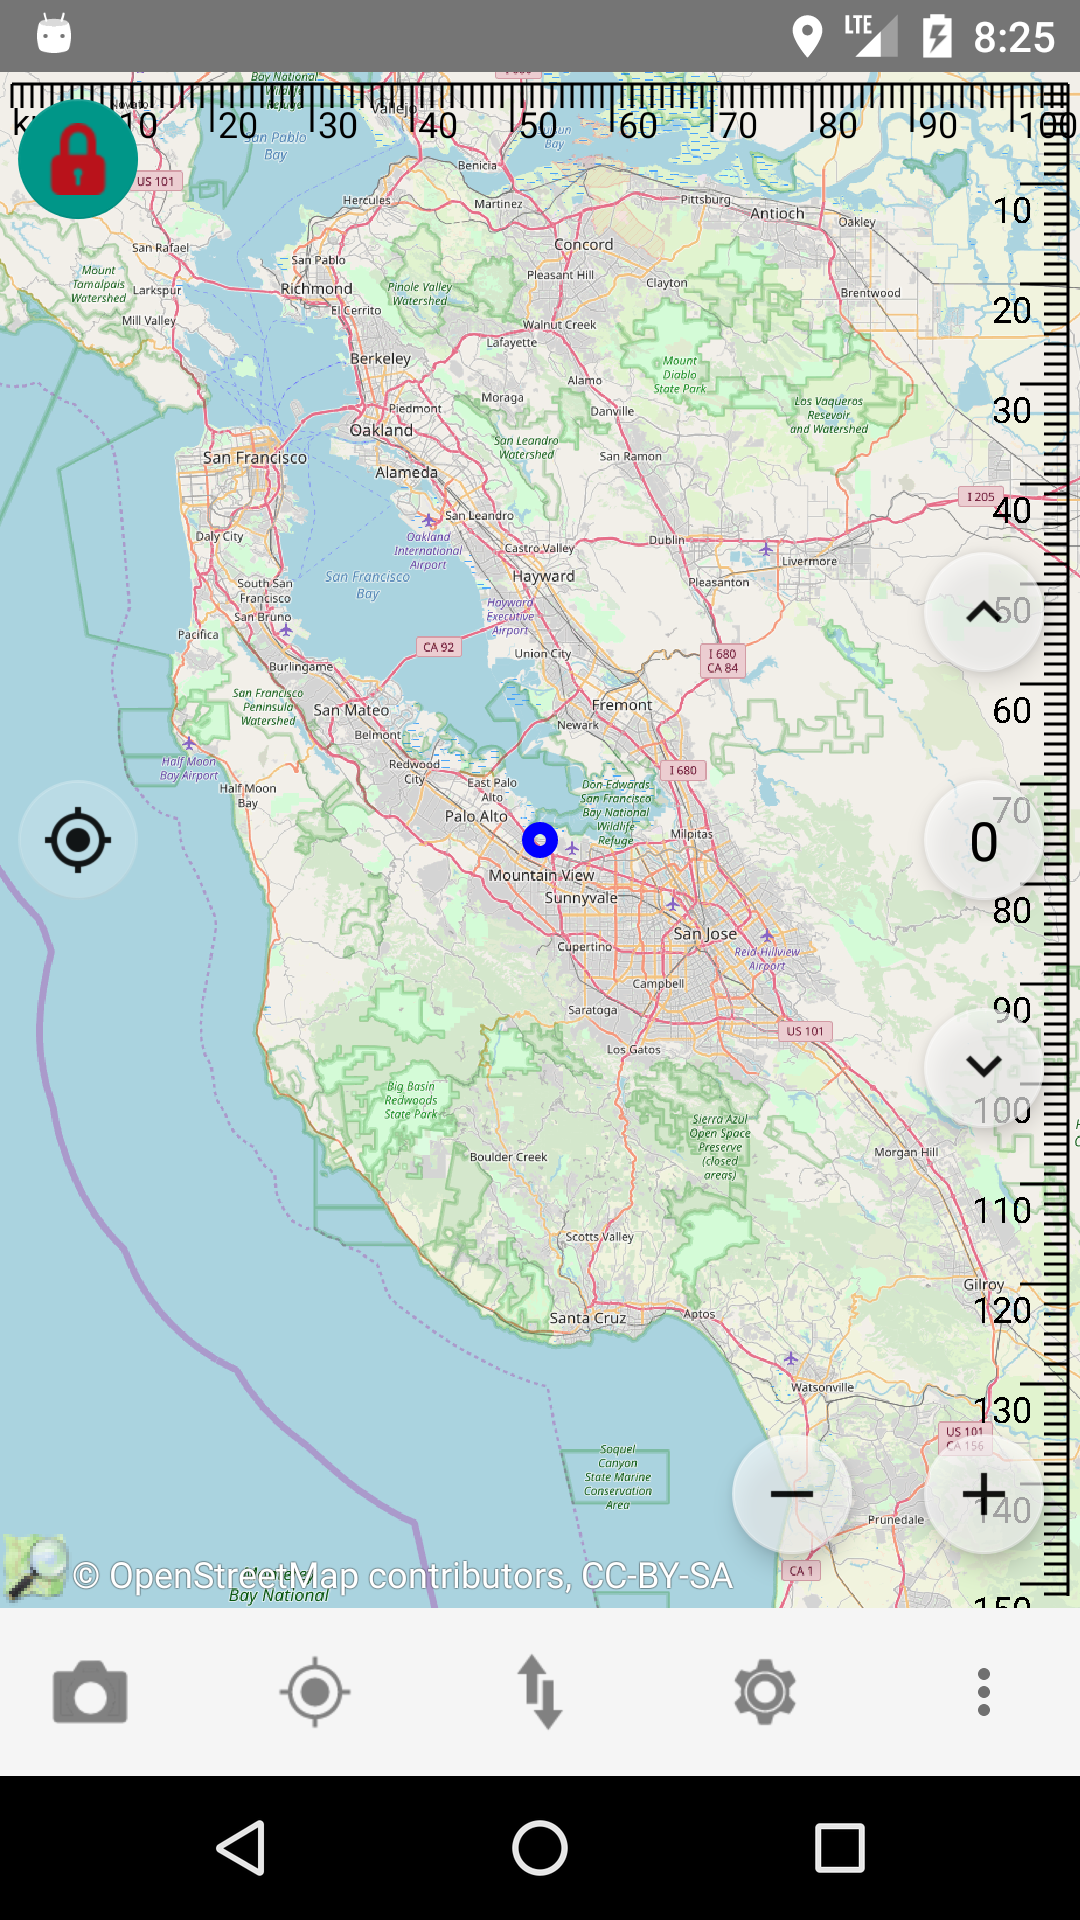 LTE 8:25
Bay National
Wildlife
Refuge
Novato
Vallejo
km 10 20 30 40 50 60 70 80 90 100
San Pablo
Bay
Bay
Benicia
US 101
Hercules
Martinez
Pittsburg
Antioch
Oakley
10
San Rafael
Concord
San Pablo
Mount
Tamalpais
Watershed
Larkspur
Richmond
Pinole Valley
Watershed
Pleasant Hill
Clayton
Brentwood
El Cerrito
Mill Valley
Walnut Creek
20
Lafayette
Berkeley
Mount
Diablo
State Park
Alamo
Moraga
Piedmont
Danville
Los Vaqueros
Resevoir
and Watershed
30
Oakland
San Leandro
Watershed
San Francisco
San Ramon
Alameda
I 205
40
San Leandro
Oakland
International
Airport
Daly City
Castro Valley
Dublin
Livermore
San Francisco
Bay
Hayward
Pleasanton
South San
Francisco
San Bruno
Hayward
Executive
Airport
50
Pacifica
CA 92
Union City
I 680
CA 84
Burlingame
San Francisco
Peninsula
Watershed
San Mateo
Fremont
60
Newark
Belmont
Half Moon
Bay Airport
Redwood
City
I 680
East Palo
Alto
Don Edwards
San Francisco
Bay National
Wildlife
Refuge
Half Moon
Bay
Palo Alto
70
Milpitas
0
Mountain View
Sunnyvale
80
San Jose
Cupertino
Reid-Hillview
Airport
Campbell
Saratoga
90
US 101
Los Gatos
Big Basin
Redwoods
State Park
100
Sierra Azul
Open Space
Preserve
(closed
areas)
Boulder Creek
Morgan Hill
110
Scotts Valley
Gilroy
120
Santa Cruz
Aptos
Watsonville
130
US 101
CA 156
Soquel
Canyon
State Marine
Conservation
Area
140
Prunedale
CA 1
Monterey
Bay National
© OpenStreetMap contributors, CC-BY-SA
150